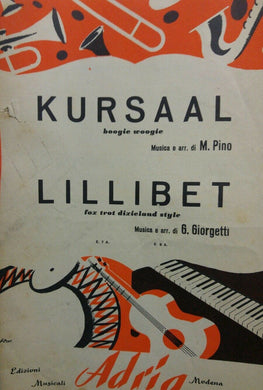 KURSAAL
boogie woogie
Musica e arr. di M. Pino
LILLIBET
fox trot dixieland style
Musica e arr. di G. Giorgetti
Edizioni
Musicali
Adria
Modena